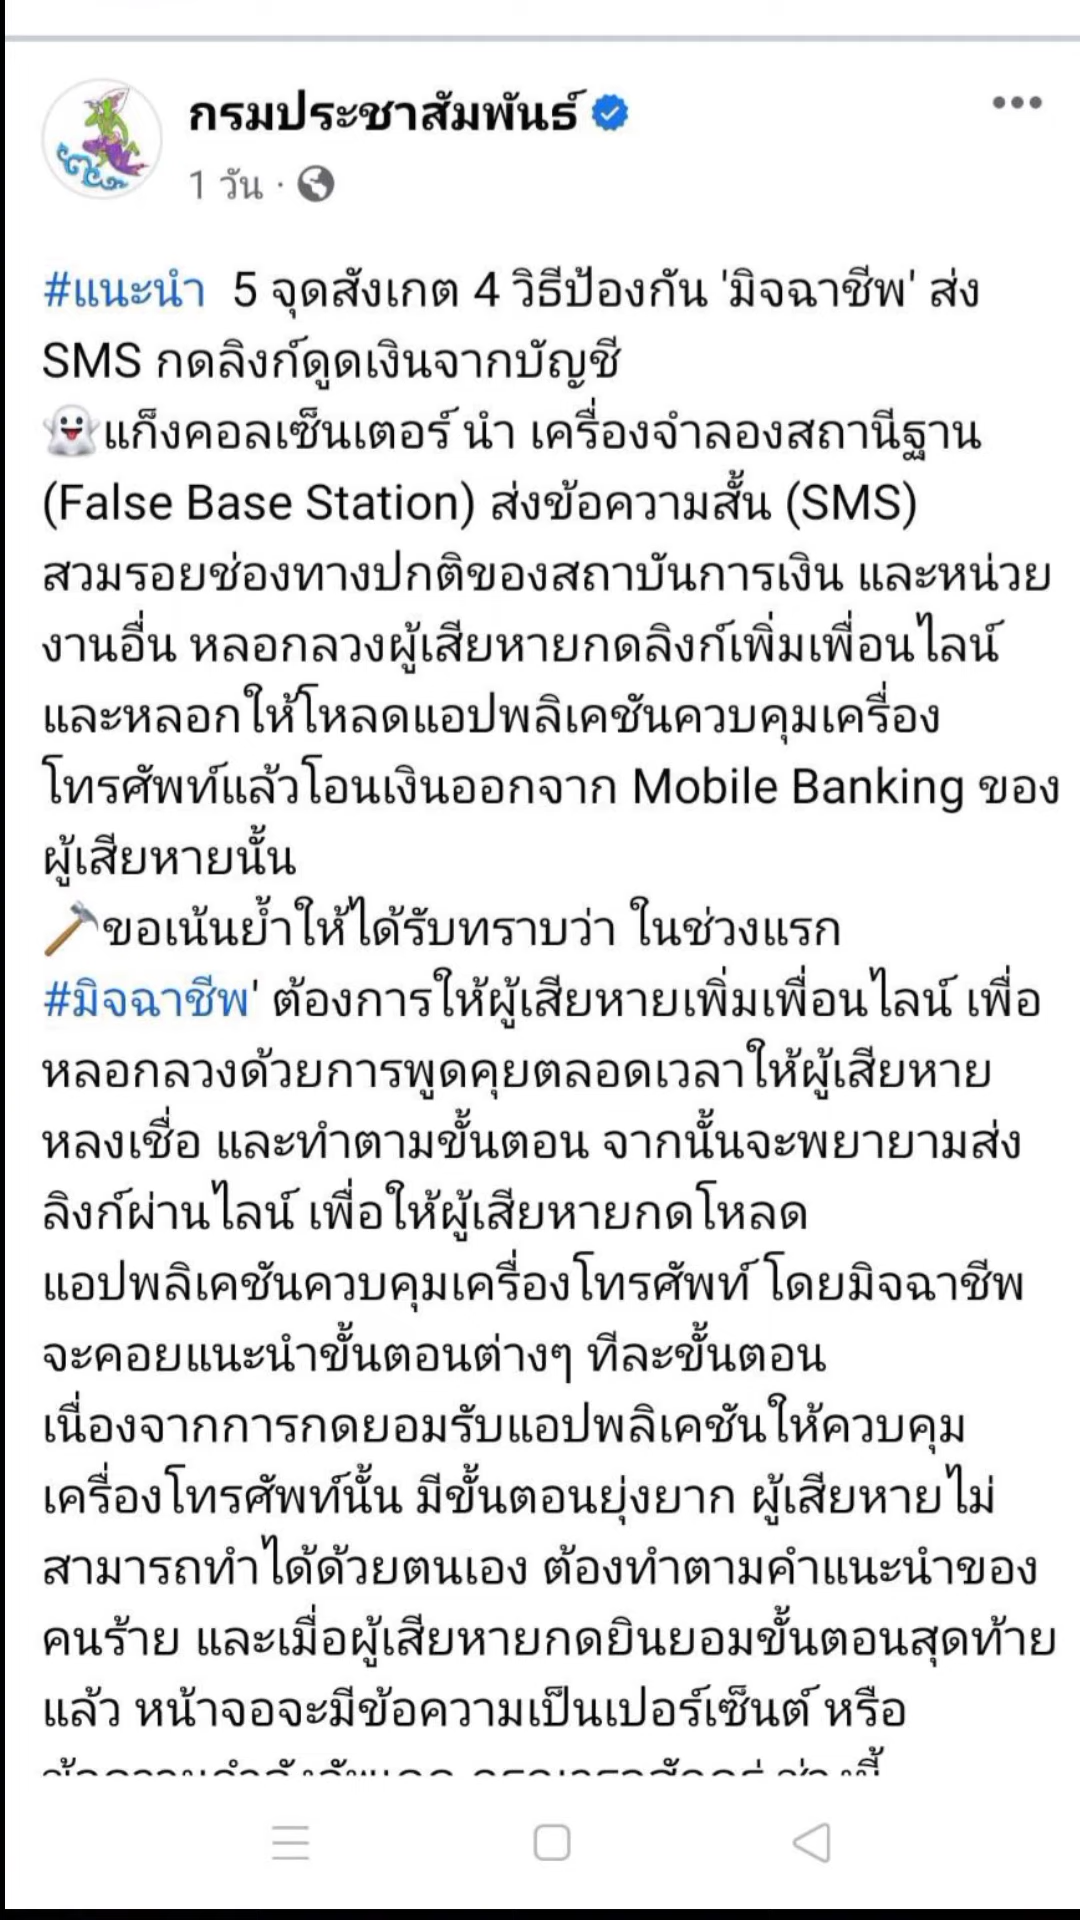 กรมประชาสัมพันธ์
1 วัน ·
#แนะนำ 5 จุดสังเกต 4 วิธีป้องกัน 'มิจฉาชีพ' ส่ง
SMS กดลิงก์ดูดเงินจากบัญชี
👻แก็งคอลเซ็นเตอร์ นำ เครื่องจำลองสถานีฐาน
(False Base Station) ส่งข้อความสั้น (SMS)
สวมรอยช่องทางปกติของสถาบันการเงิน และหน่วย
งานอื่น หลอกลวงผู้เสียหายกดลิงก์เพิ่มเพื่อนไลน์
และหลอกให้โหลดแอปพลิเคชันควบคุมเครื่อง
โทรศัพท์แล้วโอนเงินออกจาก Mobile Banking ของ
ผู้เสียหายนั้น
🔨ขอเน้นย้ำให้ได้รับทราบว่า ในช่วงแรก
#มิจฉาชีพ' ต้องการให้ผู้เสียหายเพิ่มเพื่อนไลน์ เพื่อ
หลอกลวงด้วยการพูดคุยตลอดเวลาให้ผู้เสียหาย
หลงเชื่อ และทำตามขั้นตอน จากนั้นจะพยายามส่ง
ลิงก์ผ่านไลน์ เพื่อให้ผู้เสียหายกดโหลด
แอปพลิเคชันควบคุมเครื่องโทรศัพท์ โดยมิจฉาชีพ
จะคอยแนะนำขั้นตอนต่างๆ ทีละขั้นตอน
เนื่องจากการกดยอมรับแอปพลิเคชันให้ควบคุม
เครื่องโทรศัพท์นั้น มีขั้นตอนยุ่งยาก ผู้เสียหายไม่
สามารถทำได้ด้วยตนเอง ต้องทำตามคำแนะนำของ
คนร้าย และเมื่อผู้เสียหายกดยินยอมขั้นตอนสุดท้าย
แล้ว หน้าจอจะมีข้อความเป็นเปอร์เซ็นต์ หรือ